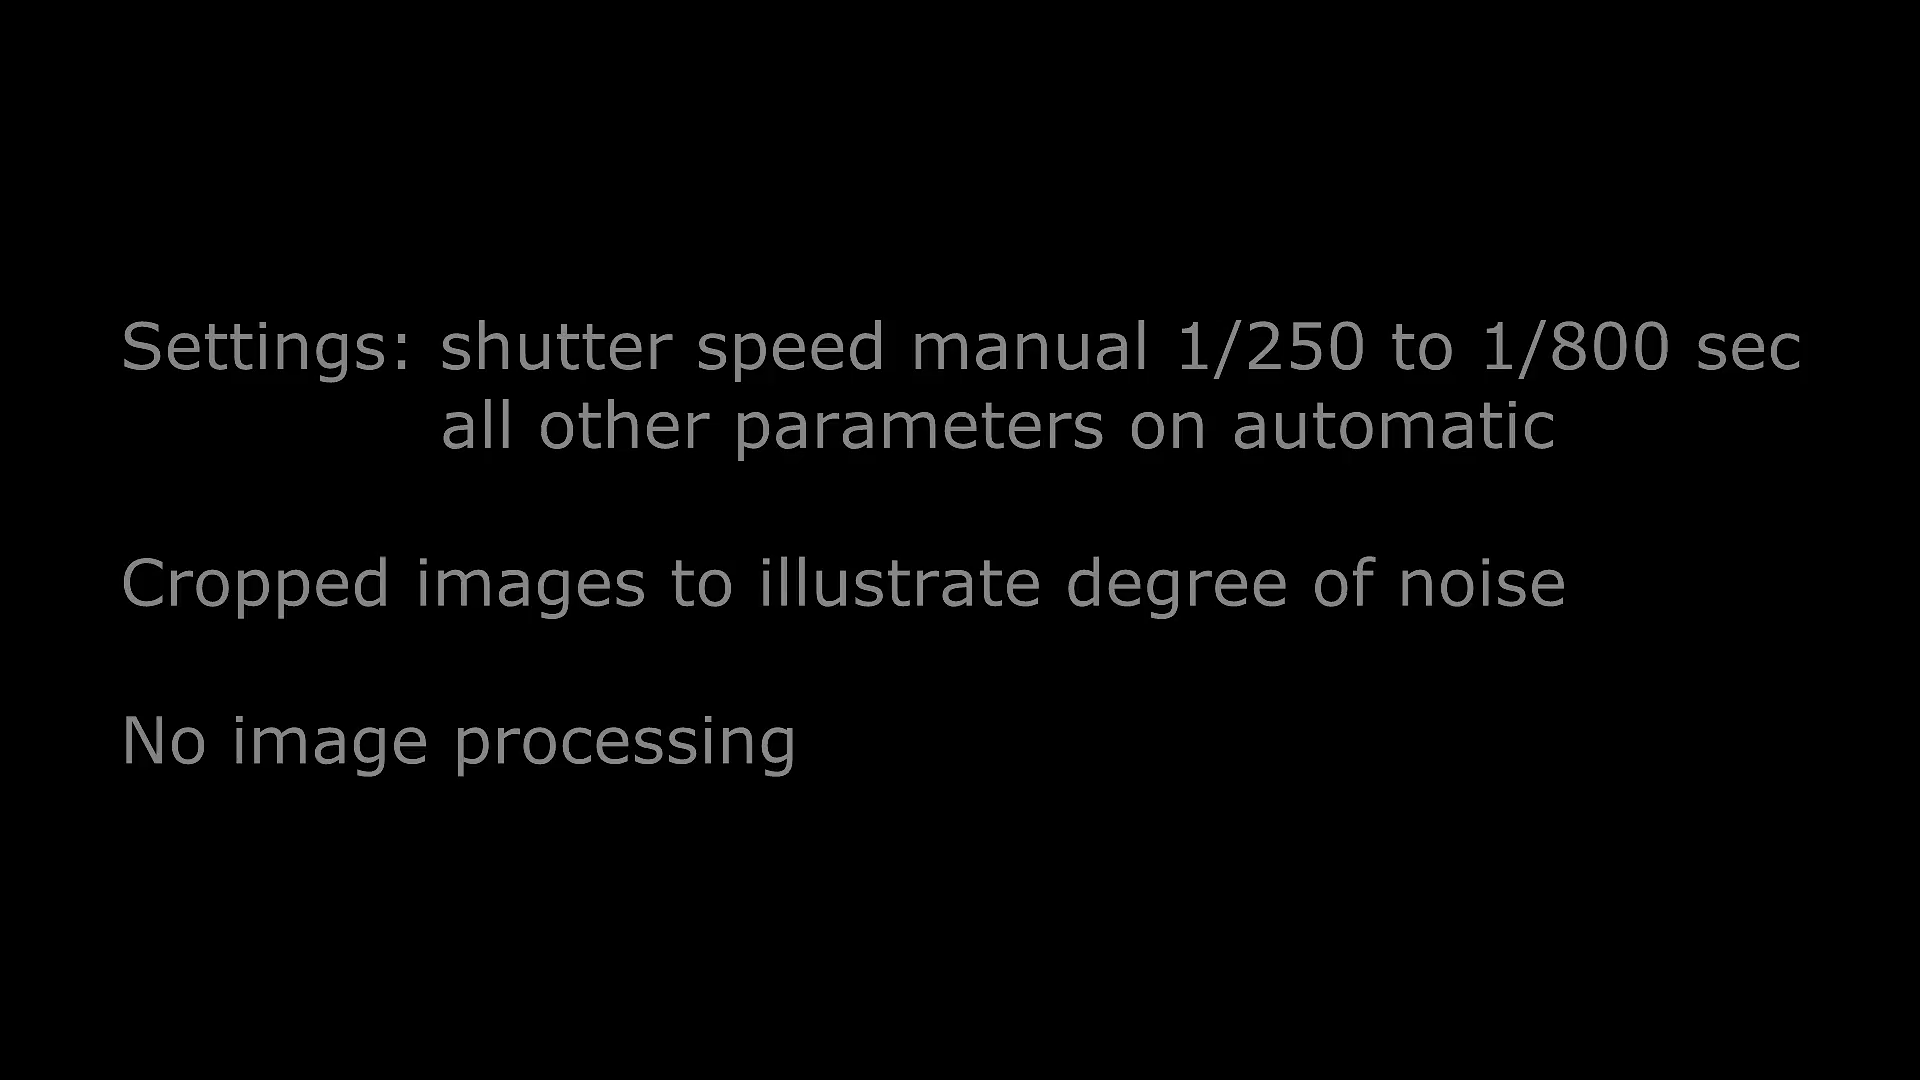 Settings: shutter speed manual 1/250 to 1/800 sec
all other parameters on automatic
Cropped images to illustrate degree of noise
No image processing